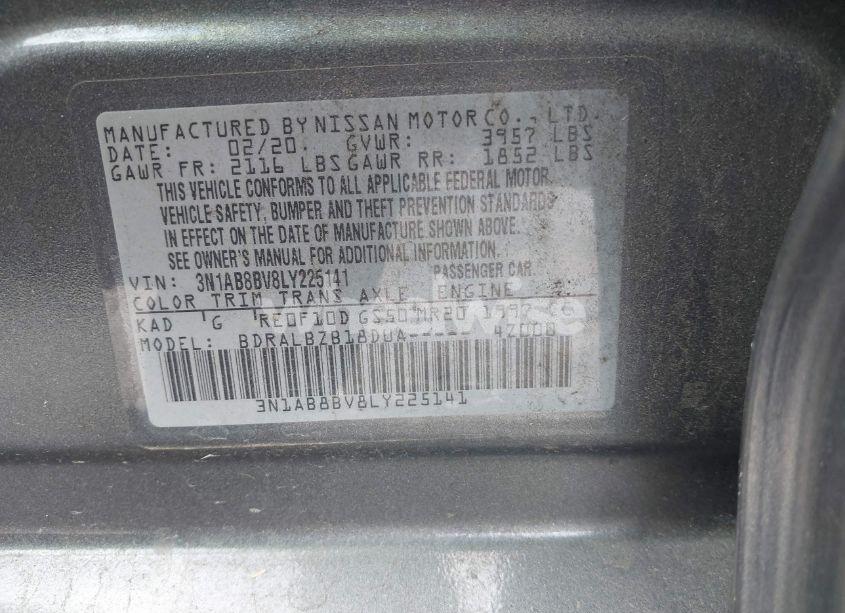 MANUFACTURED BY NISSAN MOTOR CO., LTD.
DATE: 02/20 GVWR: 3957 LBS
GAWR FR: 2116 LBS GAWR RR: 1852 LBS
THIS VEHICLE CONFORMS TO ALL APPLICABLE FEDERAL MOTOR
VEHICLE SAFETY, BUMPER AND THEFT PREVENTION STANDARDS
IN EFFECT ON THE DATE OF MANUFACTURE SHOWN ABOVE.
SEE OWNER'S MANUAL FOR ADDITIONAL INFORMATION.
VIN: 3N1AB8BV8LY225141 PASSENGER CAR
COLOR TRIM TRANS AXLE ENGINE
KAD G RE0F10D GS50 MR20 1997 CC
MODEL: BDRALBZB18DUA-----
3N1AB8BV8LY225141